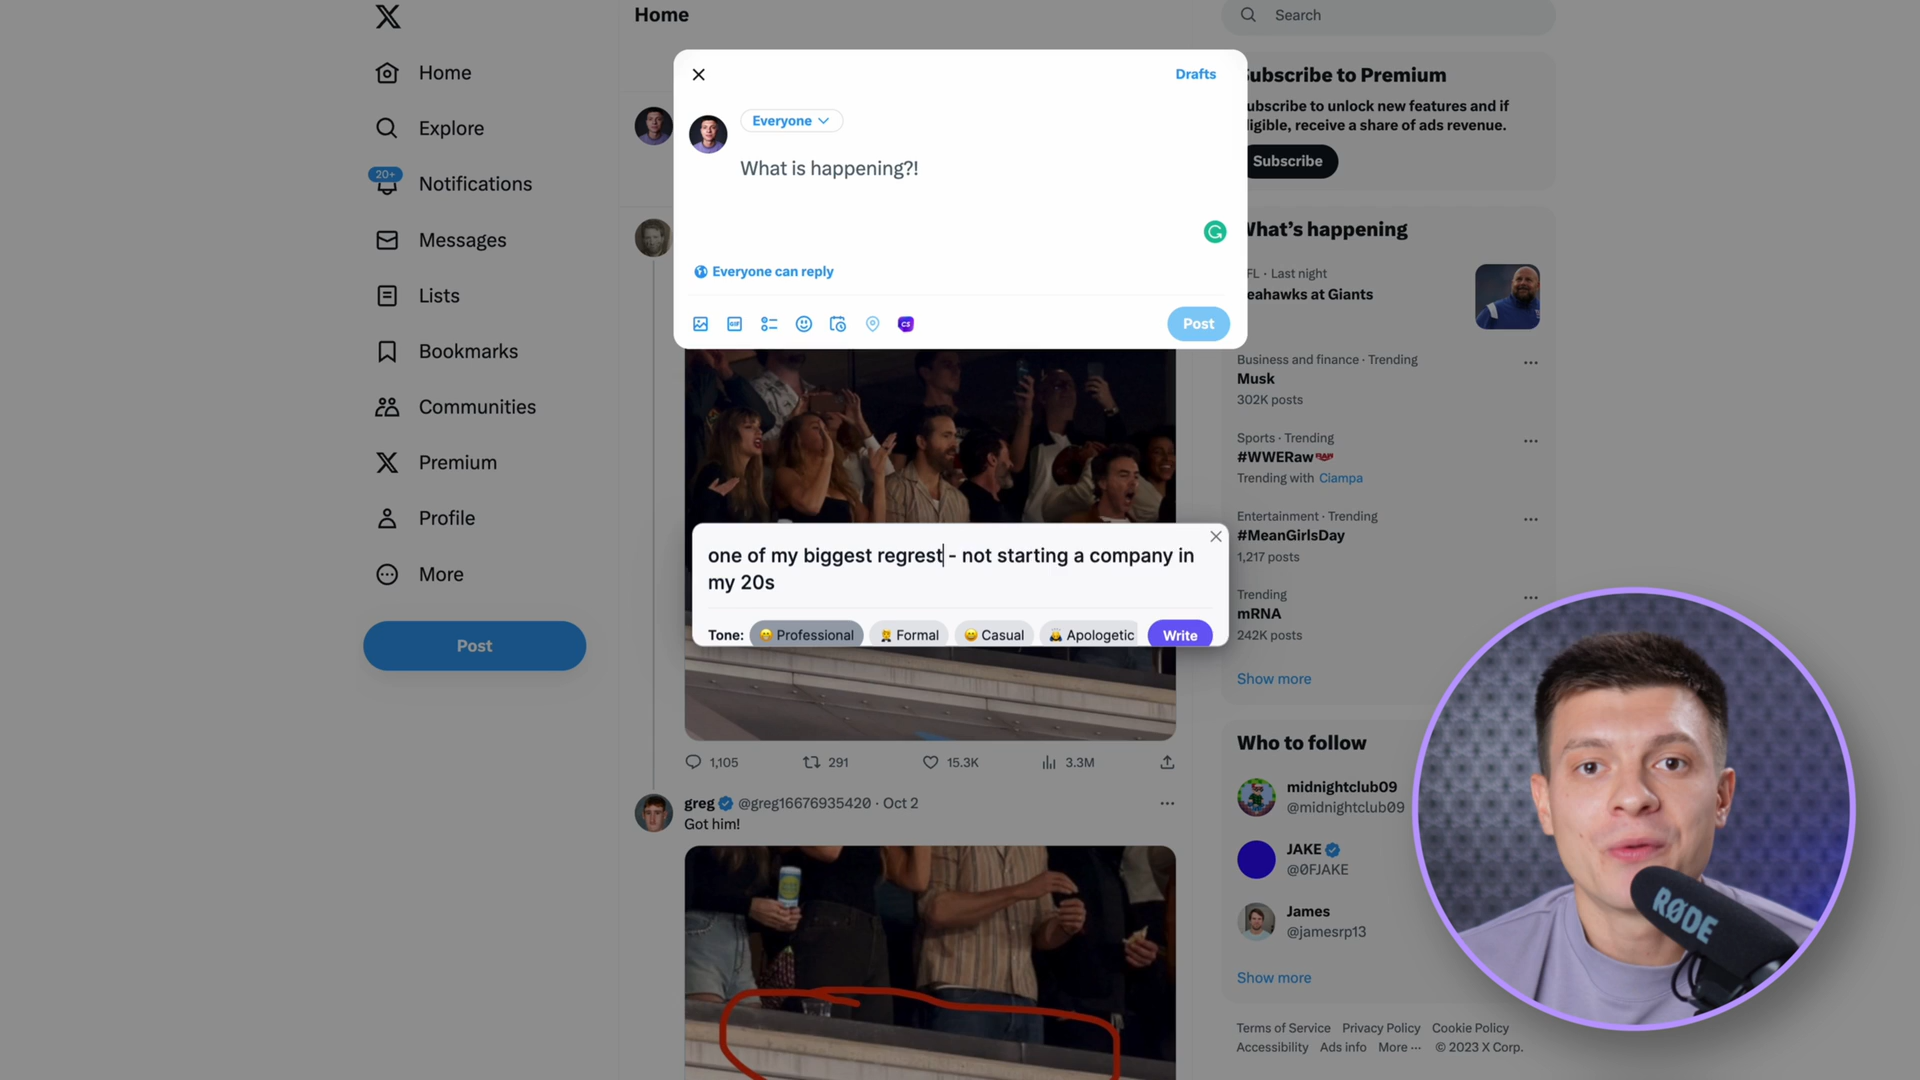 Home
Explore
20+
Notifications
Messages
Lists
Bookmarks
Communities
Premium
Profile
More
Post
Home
Drafts
Everyone
What is happening?!
Everyone can reply
GIF
CS
Post
one of my biggest regrest - not starting a company in
my 20s
Tone: Professional Formal Casual Apologetic Write
1,105 291 15.3K 3.3M
greg @greg16676935420 · Oct 2
Got him!
Search
ubscribe to Premium
ubscribe to unlock new features and if
ligible, receive a share of ads revenue.
Subscribe
What's happening
FL · Last night
eahawks at Giants
Business and finance · Trending
Musk
302K posts
Sports · Trending
#WWERaw
Trending with Ciampa
Entertainment · Trending
#MeanGirlsDay
1,217 posts
Trending
mRNA
242K posts
Show more
Who to follow
midnightclub09
@midnightclub09
JAKE
@0FJAKE
James
@jamesrp13
Show more
Terms of Service Privacy Policy Cookie Policy
Accessibility Ads info More ··· © 2023 X Corp.
RØDE